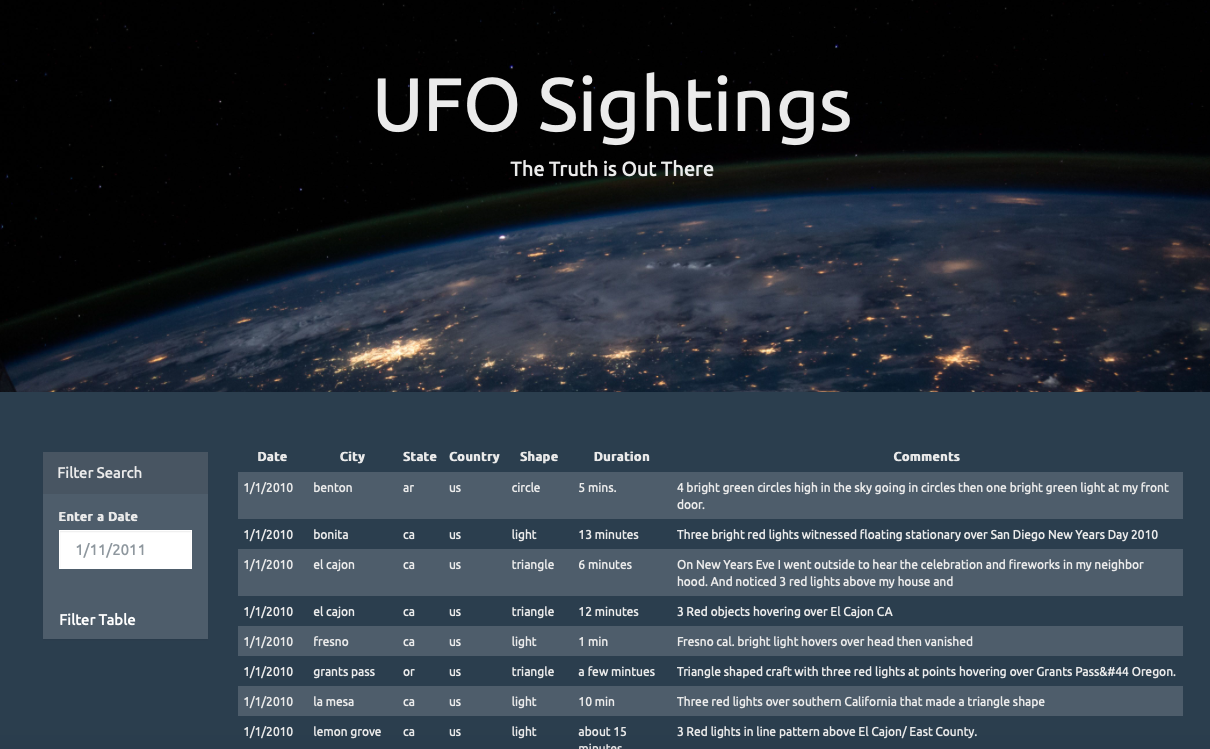 UFO Sightings
The Truth is Out There
Filter Search
Enter a Date
1/11/2011
Filter Table
Date City State Country Shape Duration Comments
1/1/2010 benton ar us circle 5 mins. 4 bright green circles high in the sky going in circles then one bright green light at my front
door.
1/1/2010 bonita ca us light 13 minutes Three bright red lights witnessed floating stationary over San Diego New Years Day 2010
1/1/2010 el cajon ca us triangle 6 minutes On New Years Eve I went outside to hear the celebration and fireworks in my neighbor
hood. And noticed 3 red lights above my house and
1/1/2010 el cajon ca us triangle 12 minutes 3 Red objects hovering over El Cajon CA
1/1/2010 fresno ca us light 1 min Fresno cal. bright light hovers over head then vanished
1/1/2010 grants pass or us triangle a few mintues Triangle shaped craft with three red lights at points hovering over Grants Pass&#44 Oregon.
1/1/2010 la mesa ca us light 10 min Three red lights over southern California that made a triangle shape
1/1/2010 lemon grove ca us light about 15 3 Red lights in line pattern above El Cajon/ East County.
minutes